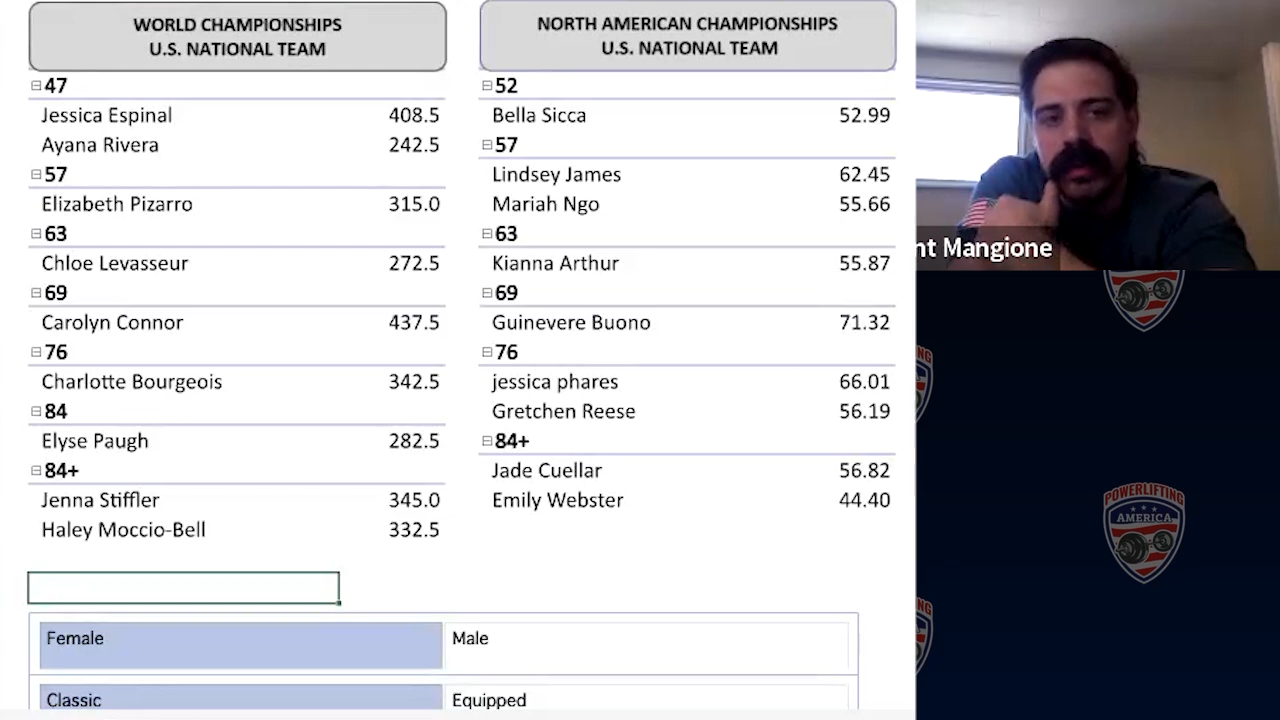 WORLD CHAMPIONSHIPS
U.S. NATIONAL TEAM
47
Jessica Espinal 408.5
Ayana Rivera 242.5
57
Elizabeth Pizarro 315.0
63
Chloe Levasseur 272.5
69
Carolyn Connor 437.5
76
Charlotte Bourgeois 342.5
84
Elyse Paugh 282.5
84+
Jenna Stiffler 345.0
Haley Moccio-Bell 332.5
NORTH AMERICAN CHAMPIONSHIPS
U.S. NATIONAL TEAM
52
Bella Sicca 52.99
57
Lindsey James 62.45
Mariah Ngo 55.66
63
Kianna Arthur 55.87
69
Guinevere Buono 71.32
76
jessica phares 66.01
Gretchen Reese 56.19
84+
Jade Cuellar 56.82
Emily Webster 44.40
Female Male
Classic Equipped
nt Mangione
NG
POWERLIFTING
AMERICA
NG